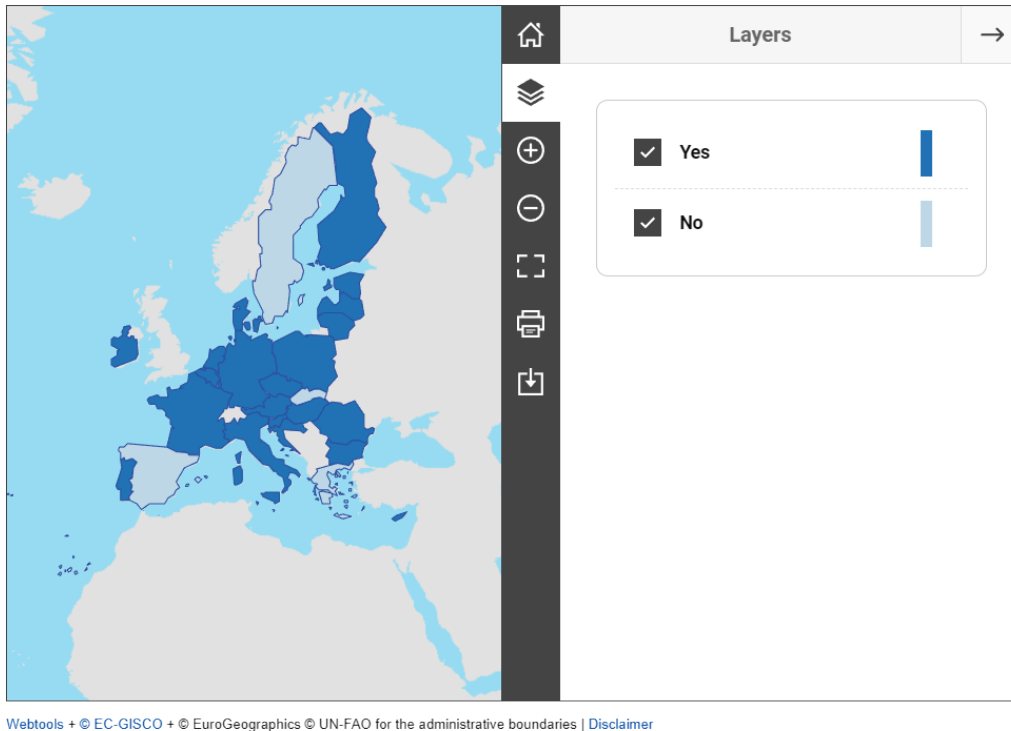 Layers
Yes
No
Webtools + © EC-GISCO + © EuroGeographics © UN-FAO for the administrative boundaries | Disclaimer